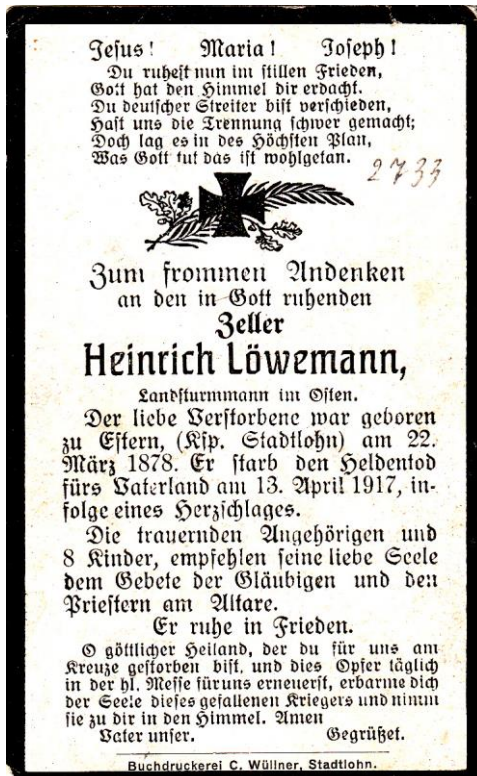 Jesus! Maria! Joseph!
Du ruhest nun im stillen Frieden,
Gott hat den Himmel dir erdacht.
Du deutscher Streiter bist verschieden,
Hast uns die Trennung schwer gemacht;
Doch lag es in des Höchsten Plan,
Was Gott tut das ist wohlgetan.
2733
Zum frommen Andenken
an den in Gott ruhenden
Zeller
Heinrich Löwemann,
Landsturmmann im Osten.
Der liebe Verstorbene war geboren
zu Estern, (Ksp. Stadtlohn) am 22.
März 1878. Er starb den Heldentod
fürs Vaterland am 13. April 1917, in-
folge eines Herzschlages.
Die trauernden Angehörigen und
8 Kinder, empfehlen seine liebe Seele
dem Gebete der Gläubigen und den
Priestern am Altare.
Er ruhe in Frieden.
O göttlicher Heiland, der du für uns am
Kreuze gestorben bist, und dies Opfer täglich
in der hl. Messe für uns erneuerst, erbarme dich
der Seele dieses gefallenen Kriegers und nimm
sie zu dir in den Himmel. Amen
Vater unser. Gegrüßet.
Buchdruckerei C. Wüllner, Stadtlohn.